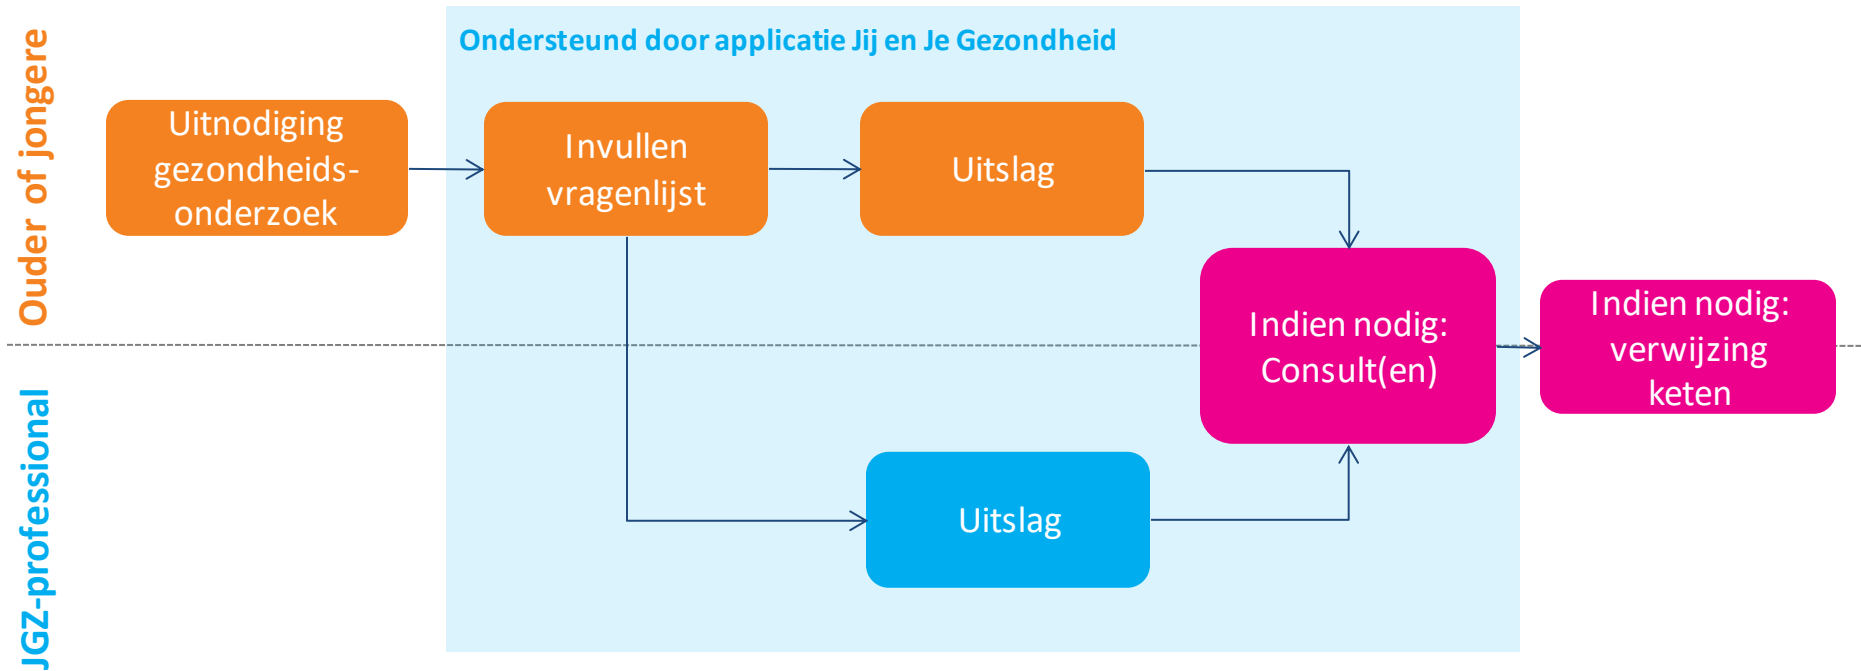 Ouder of jongere
Ondersteund door applicatie Jij en Je Gezondheid
Uitnodiging
gezondheids-
onderzoek
Invullen
vragenlijst
Uitslag
Indien nodig:
Consult(en)
Indien nodig:
verwijzing
keten
JGZ-professional
Uitslag